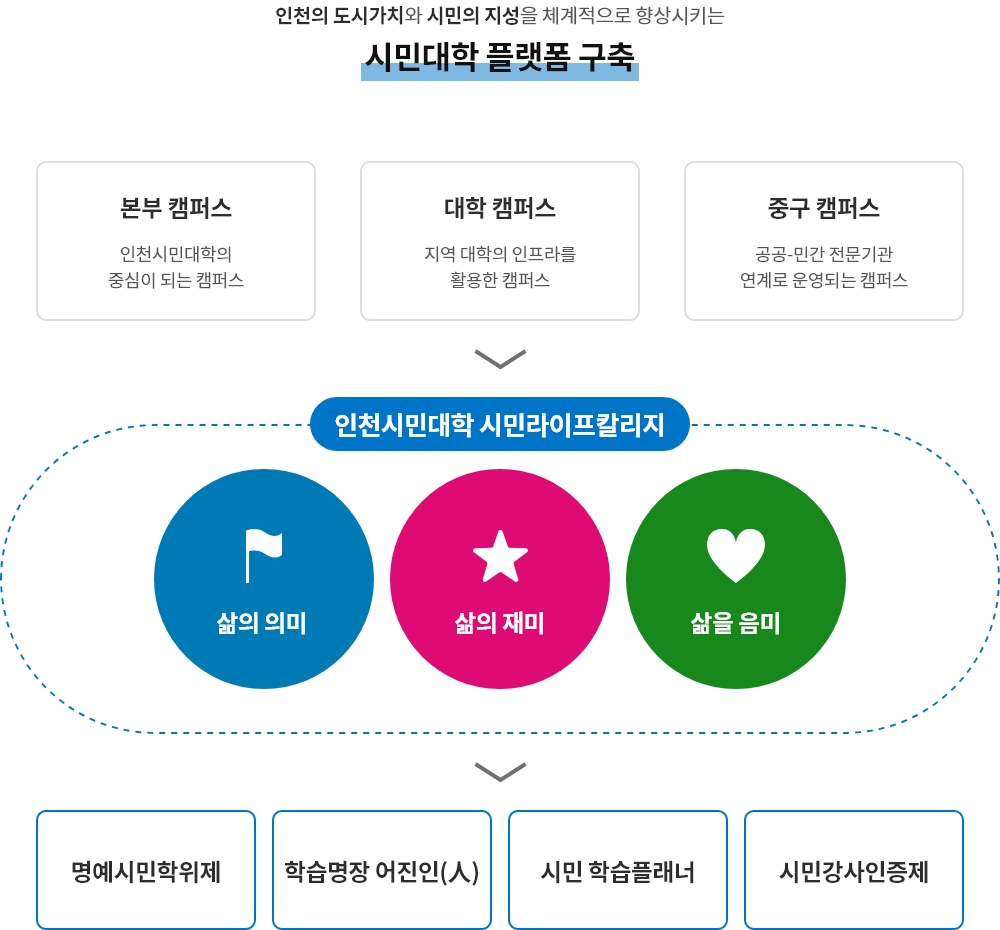 인천의 도시가치와 시민의 지성을 체계적으로 향상시키는
시민대학 플랫폼 구축
본부 캠퍼스
인천시민대학의
중심이 되는 캠퍼스
대학 캠퍼스
지역 대학의 인프라를
활용한 캠퍼스
중구 캠퍼스
공공-민간 전문기관
연계로 운영되는 캠퍼스
인천시민대학 시민라이프칼리지
삶의 의미
삶의 재미
삶을 음미
명예시민학위제
학습명장 어진인(人)
시민 학습플래너
시민강사인증제